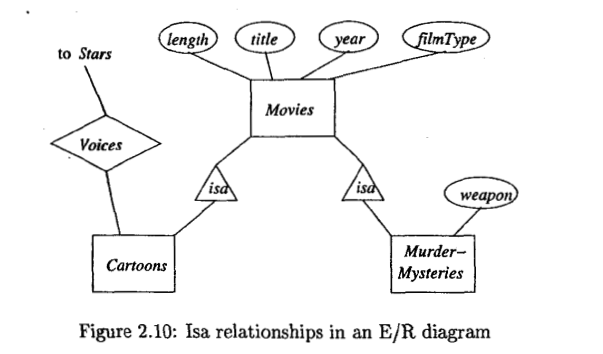 length title year filmType
to Stars
Movies
Voices
isa isa
weapon
Cartoons
Murder–
Mysteries
Figure 2.10: Isa relationships in an E/R diagram